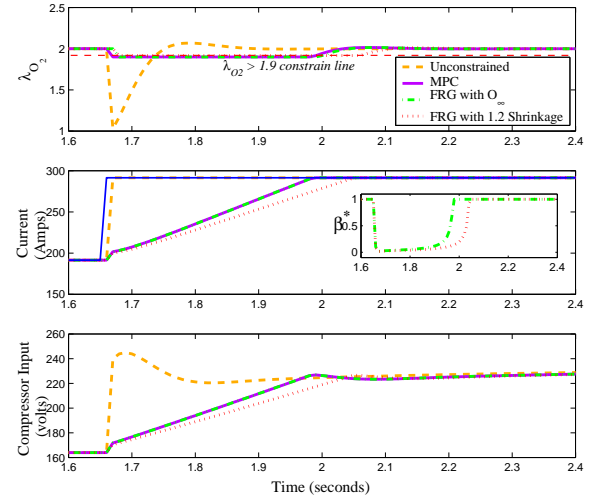 2.5
2
1.5
1
λO2
1.6 1.7 1.8 1.9 2 2.1 2.2 2.3 2.4
λO2 > 1.9 constrain line
Unconstrained
MPC
FRG with O∞
FRG with 1.2 Shrinkage
300
250
200
150
Current
(Amps)
1.6 1.7 1.8 1.9 2 2.1 2.2 2.3 2.4
1
0.5
0
β*
1.6 1.8 2 2.2 2.4
260
240
220
200
180
160
Compressor Input
(volts)
1.6 1.7 1.8 1.9 2 2.1 2.2 2.3 2.4
Time (seconds)